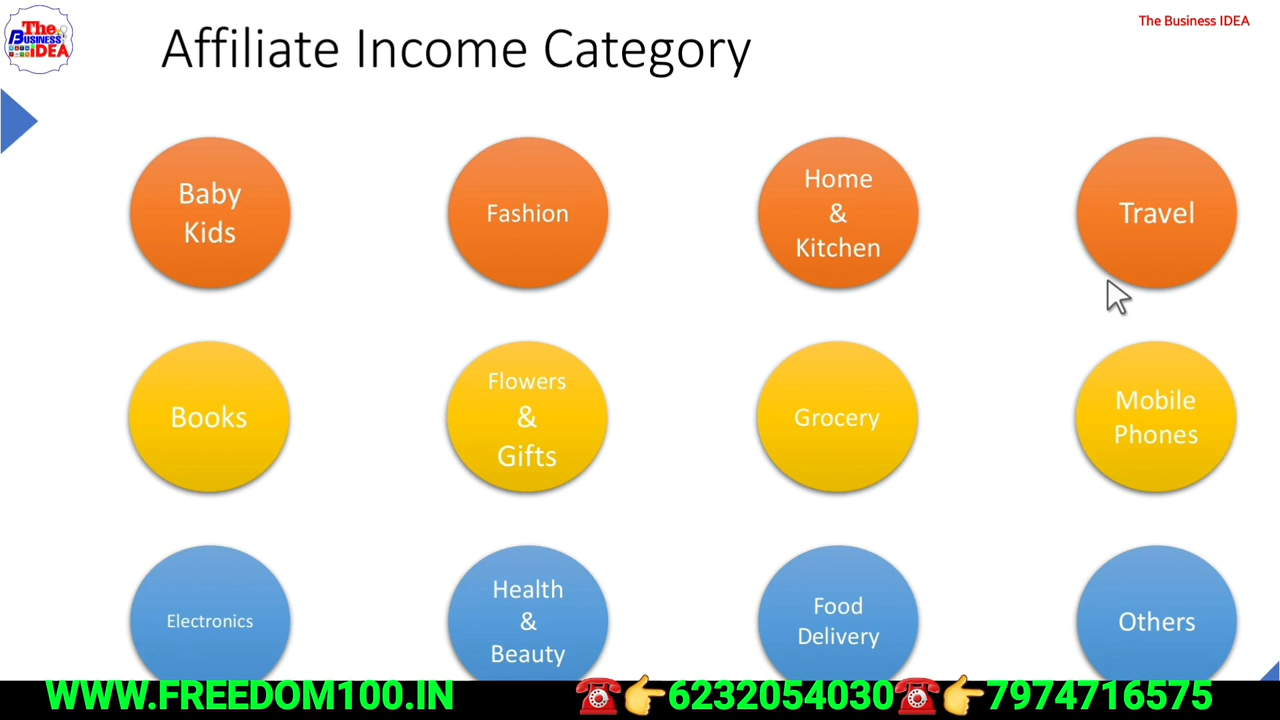 The
Business
iDEA
Affiliate Income Category
The Business IDEA
Baby
Kids
Fashion
Home
&
Kitchen
Travel
Books
Flowers
&
Gifts
Grocery
Mobile
Phones
Electronics
Health
&
Beauty
Food
Delivery
Others
WWW.FREEDOM100.IN ☎️👉6232054030☎️👉7974716575